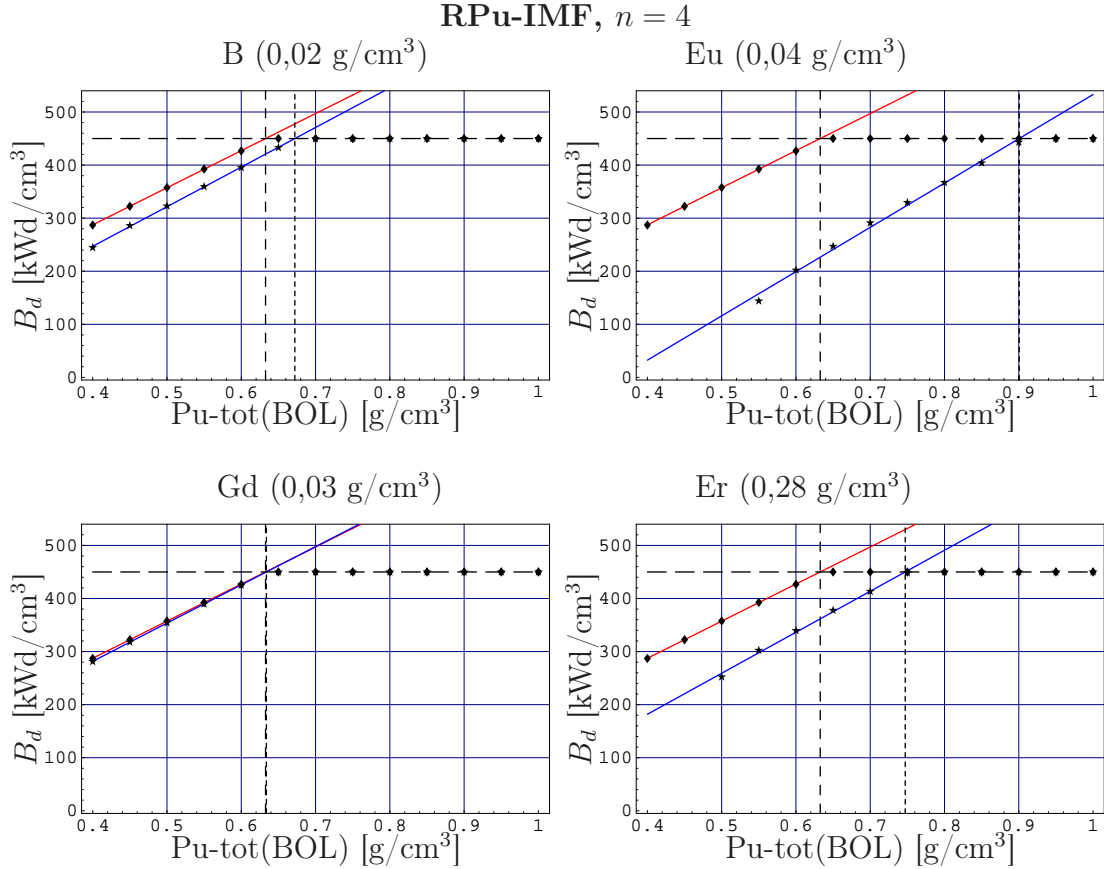 RPu-IMF, n = 4
B (0,02 g/cm³)
Eu (0,04 g/cm³)
500
400
300
200
100
0
B_d [kWd/cm³]
0.4 0.5 0.6 0.7 0.8 0.9 1
Pu-tot(BOL) [g/cm³]
500
400
300
200
100
0
B_d [kWd/cm³]
0.4 0.5 0.6 0.7 0.8 0.9 1
Pu-tot(BOL) [g/cm³]
Gd (0,03 g/cm³)
Er (0,28 g/cm³)
500
400
300
200
100
0
B_d [kWd/cm³]
0.4 0.5 0.6 0.7 0.8 0.9 1
Pu-tot(BOL) [g/cm³]
500
400
300
200
100
0
B_d [kWd/cm³]
0.4 0.5 0.6 0.7 0.8 0.9 1
Pu-tot(BOL) [g/cm³]